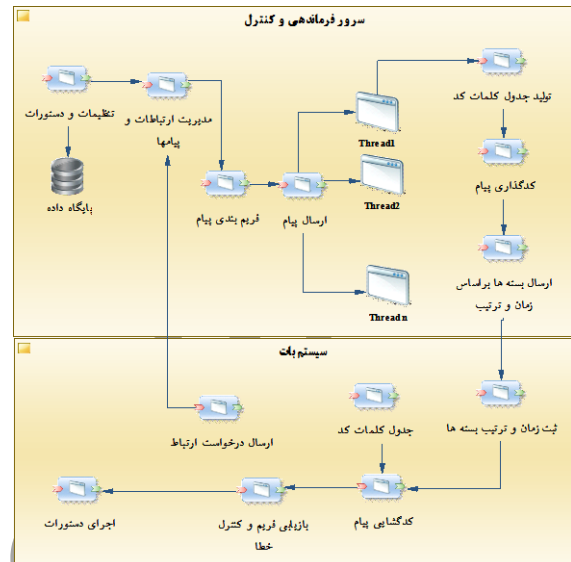 سرور فرماندهی و کنترل
تنظیمات و دستورات
مدیریت ارتباطات و
پیامها
پایگاه داده
فریم بندی پیام
ارسال پیام
Thread1
Thread2
Thread n
تولید جدول کلمات کد
کدگذاری پیام
ارسال بسته ها براساس
زمان و ترتیب
سیستم بات
ارسال درخواست ارتباط
جدول کلمات کد
ثبت زمان و ترتیب بسته ها
کدگشایی پیام
بازیابی فریم و کنترل
خطا
اجرای دستورات